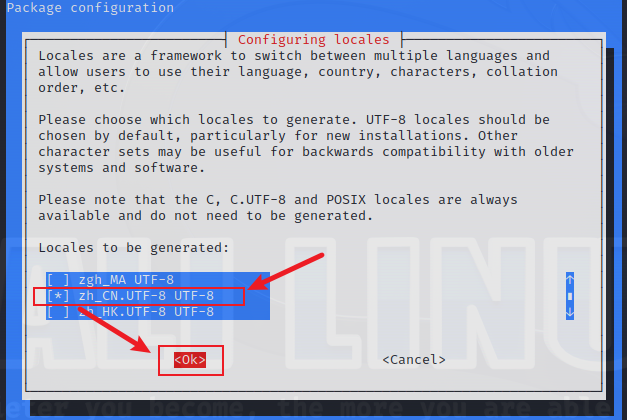 Package configuration
Configuring locales
Locales are a framework to switch between multiple languages and
allow users to use their language, country, characters, collation
order, etc.
Please choose which locales to generate. UTF-8 locales should be
chosen by default, particularly for new installations. Other
character sets may be useful for backwards compatibility with older
systems and software.
Please note that the C, C.UTF-8 and POSIX locales are always
available and do not need to be generated.
Locales to be generated:
[ ] zgh_MA UTF-8
[*] zh_CN.UTF-8 UTF-8
[ ] zh_HK.UTF-8 UTF-8
<Ok> <Cancel>
ALI LINU
you become, the more you are able